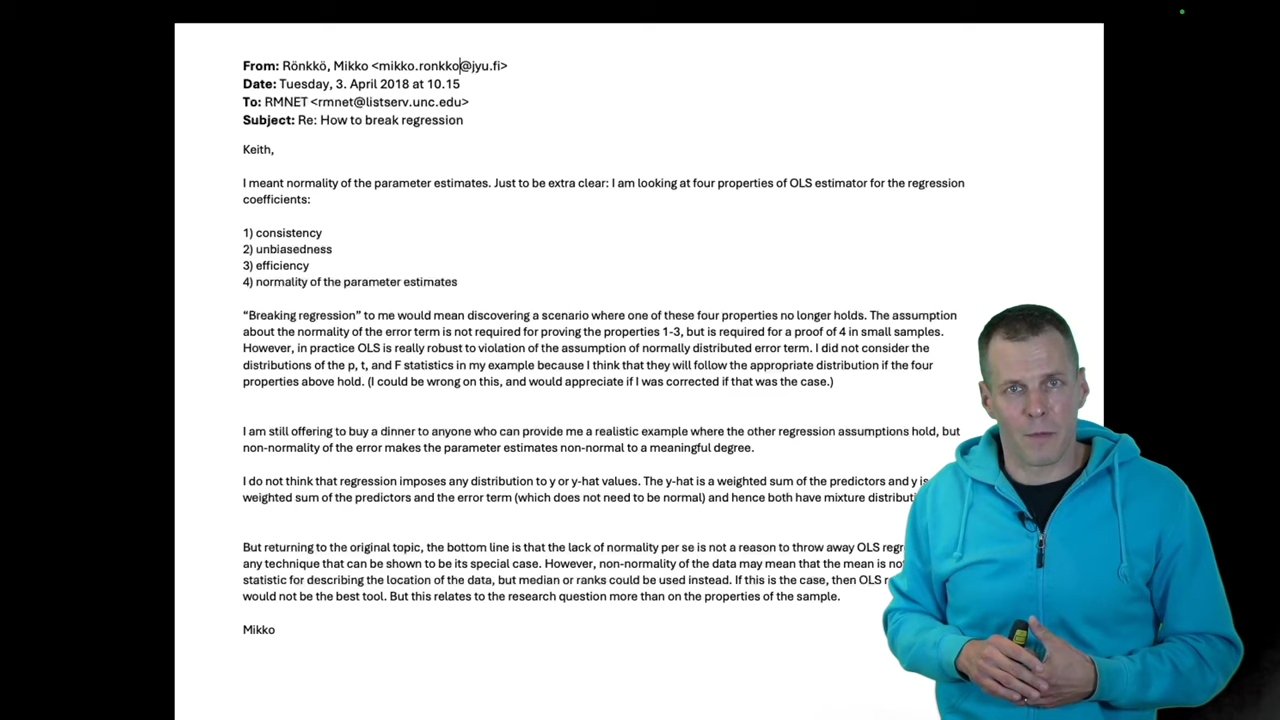 From: Rönkkö, Mikko <mikko.ronkko@jyu.fi>
Date: Tuesday, 3. April 2018 at 10.15
To: RMNET <rmnet@listserv.unc.edu>
Subject: Re: How to break regression
Keith,
I meant normality of the parameter estimates. Just to be extra clear: I am looking at four properties of OLS estimator for the regression
coefficients:
1) consistency
2) unbiasedness
3) efficiency
4) normality of the parameter estimates
“Breaking regression” to me would mean discovering a scenario where one of these four properties no longer holds. The assumption
about the normality of the error term is not required for proving the properties 1-3, but is required for a proof of 4 in small samples.
However, in practice OLS is really robust to violation of the assumption of normally distributed error term. I did not consider the
distributions of the p, t, and F statistics in my example because I think that they will follow the appropriate distribution if the four
properties above hold. (I could be wrong on this, and would appreciate if I was corrected if that was the case.)
I am still offering to buy a dinner to anyone who can provide me a realistic example where the other regression assumptions hold, but
non-normality of the error makes the parameter estimates non-normal to a meaningful degree.
I do not think that regression imposes any distribution to y or y-hat values. The y-hat is a weighted sum of the predictors and y is
weighted sum of the predictors and the error term (which does not need to be normal) and hence both have mixture
But returning to the original topic, the bottom line is that the lack of normality per se is not a reason to throw away OLS
any technique that can be shown to be its special case. However, non-normality of the data may mean that the mean is
statistic for describing the location of the data, but median or ranks could be used instead. If this is the case, then OLS
would not be the best tool. But this relates to the research question more than on the properties of the sample.
Mikko